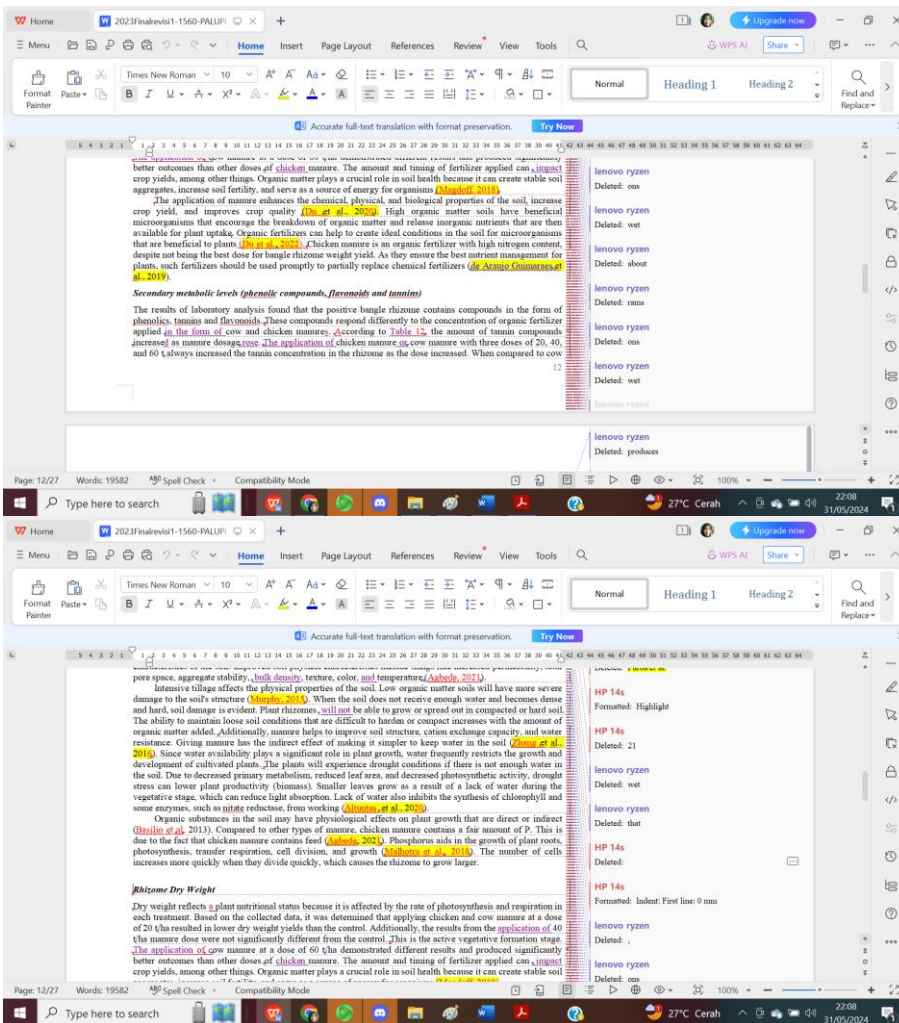 Home
2023Finalrevisi1-1560-PALUPI
Upgrade now
Menu
Home Insert Page Layout References Review View Tools
WPS AI
Share
Format Painter
Paste
Times New Roman 10
Normal
Heading 1
Heading 2
Find and Replace
Accurate full-text translation with format preservation. Try Now
better outcomes than other doses of chicken manure. The amount and timing of fertilizer applied can impact
crop yields, among other things. Organic matter plays a crucial role in soil health because it can create stable soil
aggregates, increase soil fertility, and serve as a source of energy for organisms (Magdoff, 2018).
The application of manure enhances the chemical, physical, and biological properties of the soil, increase
crop yield, and improves crop quality (Du et al., 2020). High organic matter soils have beneficial
microorganisms that encourage the breakdown of organic matter and release inorganic nutrients that are then
available for plant uptake. Organic fertilizers can help to create ideal conditions in the soil for microorganisms
that are beneficial to plants (Du et al., 2022). Chicken manure is an organic fertilizer with high nitrogen content,
despite not being the best dose for bangle rhizome weight yield. As they ensure the best nutrient management for
plants, such fertilizers should be used promptly to partially replace chemical fertilizers (de Araujo Guimaraes et
al., 2019).
Secondary metabolic levels (phenolic compounds, flavonoids and tannins)
The results of laboratory analysis found that the positive bangle rhizome contains compounds in the form of
phenolics, tannins and flavonoids. These compounds respond differently to the concentration of organic fertilizer
applied in the form of cow and chicken manures. According to Table 12, the amount of tannin compounds
increased as manure dosage rose. The application of chicken manure or cow manure with three doses of 20, 40,
and 60 t always increased the tannin concentration in the rhizome as the dose increased. When compared to cow
12
lenovo ryzen
Deleted: ons
lenovo ryzen
Deleted: wet
lenovo ryzen
Deleted: about
lenovo ryzen
Deleted: rams
lenovo ryzen
Deleted: ons
lenovo ryzen
Deleted: wet
lenovo ryzen
lenovo ryzen
Deleted: produces
Page: 12/27 Words: 19582 Spell Check Compatibility Mode
100%
Type here to search
27°C Cerah
22:08
31/05/2024
Home
2023Finalrevisi1-1560-PALUPI
Upgrade now
Menu
Home Insert Page Layout References Review View Tools
WPS AI
Share
Format Painter
Paste
Times New Roman 10
Normal
Heading 1
Heading 2
Find and Replace
Accurate full-text translation with format preservation. Try Now
pore space, aggregate stability, bulk density, texture, color, and temperature (Agbede, 2021).
Intensive tillage affects the physical properties of the soil. Low organic matter soils will have more severe
damage to the soil's structure (Murphy, 2015). When the soil does not receive enough water and becomes dense
and hard, soil damage is evident. Plant rhizomes will not be able to grow or spread out in compacted or hard soil.
The ability to maintain loose soil conditions that are difficult to harden or compact increases with the amount of
organic matter added. Additionally, manure helps to improve soil structure, cation exchange capacity, and water
resistance. Giving manure has the indirect effect of making it simpler to keep water in the soil (Zhang et al.,
2016). Since water availability plays a significant role in plant growth, water frequently restricts the growth and
development of cultivated plants. The plants will experience drought conditions if there is not enough water in
the soil. Due to decreased primary metabolism, reduced leaf area, and decreased photosynthetic activity, drought
stress can lower plant productivity (biomass). Smaller leaves grow as a result of a lack of water during the
vegetative stage, which can reduce light absorption. Lack of water also inhibits the synthesis of chlorophyll and
some enzymes, such as nitate reductase, from working (Altuntas, et al., 2020).
Organic substances in the soil may have physiological effects on plant growth that are direct or indirect
(Basilio et al, 2013). Compared to other types of manure, chicken manure contains a fair amount of P. This is
due to the fact that chicken manure contains feed (Agbede, 2021). Phosphorus aids in the growth of plant roots,
photosynthesis, transfer respiration, cell division, and growth (Malhotra et al., 2018). The number of cells
increases more quickly when they divide quickly, which causes the rhizome to grow larger.
Rhizome Dry Weight
Dry weight reflects a plant nutritional status because it is affected by the rate of photosynthesis and respiration in
each treatment. Based on the collected data, it was determined that applying chicken and cow manure at a dose
of 20 t/ha resulted in lower dry weight yields than the control. Additionally, the results from the application of 40
t/ha manure dose were not significantly different from the control. This is the active vegetative formation stage.
The application of cow manure at a dose of 60 t/ha demonstrated different results and produced significantly
better outcomes than other doses of chicken manure. The amount and timing of fertilizer applied can impact
crop yields, among other things. Organic matter plays a crucial role in soil health because it can create stable soil
HP 14s
Formatted: Highlight
HP 14s
Deleted: 21
lenovo ryzen
Deleted: wet
lenovo ryzen
Deleted: that
HP 14s
Deleted:
HP 14s
Formatted: Indent: First line: 0 mm
lenovo ryzen
Deleted: .
lenovo ryzen
Deleted: ons
Page: 12/27 Words: 19582 Spell Check Compatibility Mode
100%
Type here to search
27°C Cerah
22:08
31/05/2024